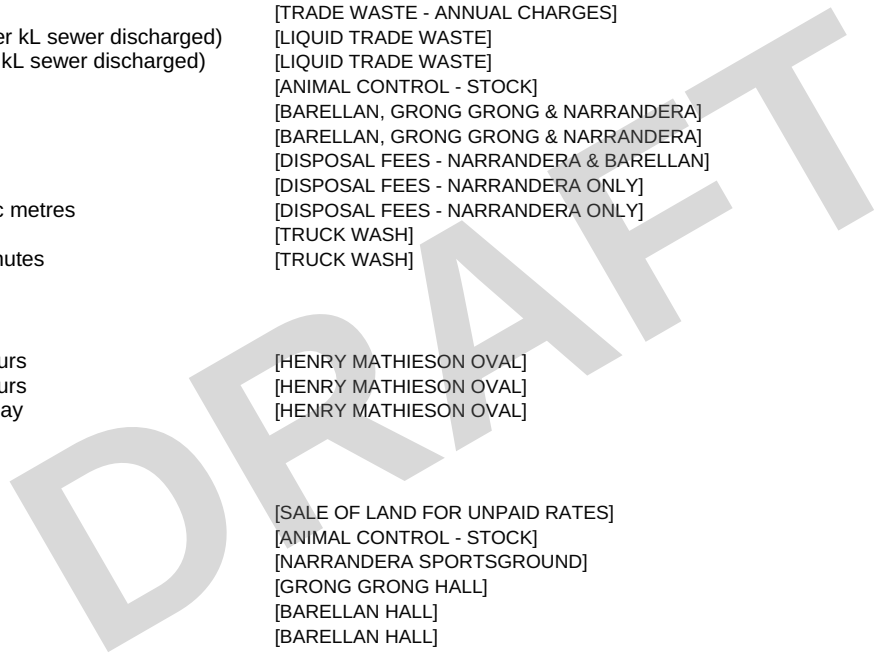 [TRADE WASTE - ANNUAL CHARGES]
er kL sewer discharged) [LIQUID TRADE WASTE]
kL sewer discharged) [LIQUID TRADE WASTE]
[ANIMAL CONTROL - STOCK]
[BARELLAN, GRONG GRONG & NARRANDERA]
[BARELLAN, GRONG GRONG & NARRANDERA]
[DISPOSAL FEES - NARRANDERA & BARELLAN]
[DISPOSAL FEES - NARRANDERA ONLY]
c metres [DISPOSAL FEES - NARRANDERA ONLY]
[TRUCK WASH]
nutes [TRUCK WASH]
urs [HENRY MATHIESON OVAL]
urs [HENRY MATHIESON OVAL]
ay [HENRY MATHIESON OVAL]
[SALE OF LAND FOR UNPAID RATES]
[ANIMAL CONTROL - STOCK]
[NARRANDERA SPORTSGROUND]
[GRONG GRONG HALL]
[BARELLAN HALL]
[BARELLAN HALL]
DRAFT